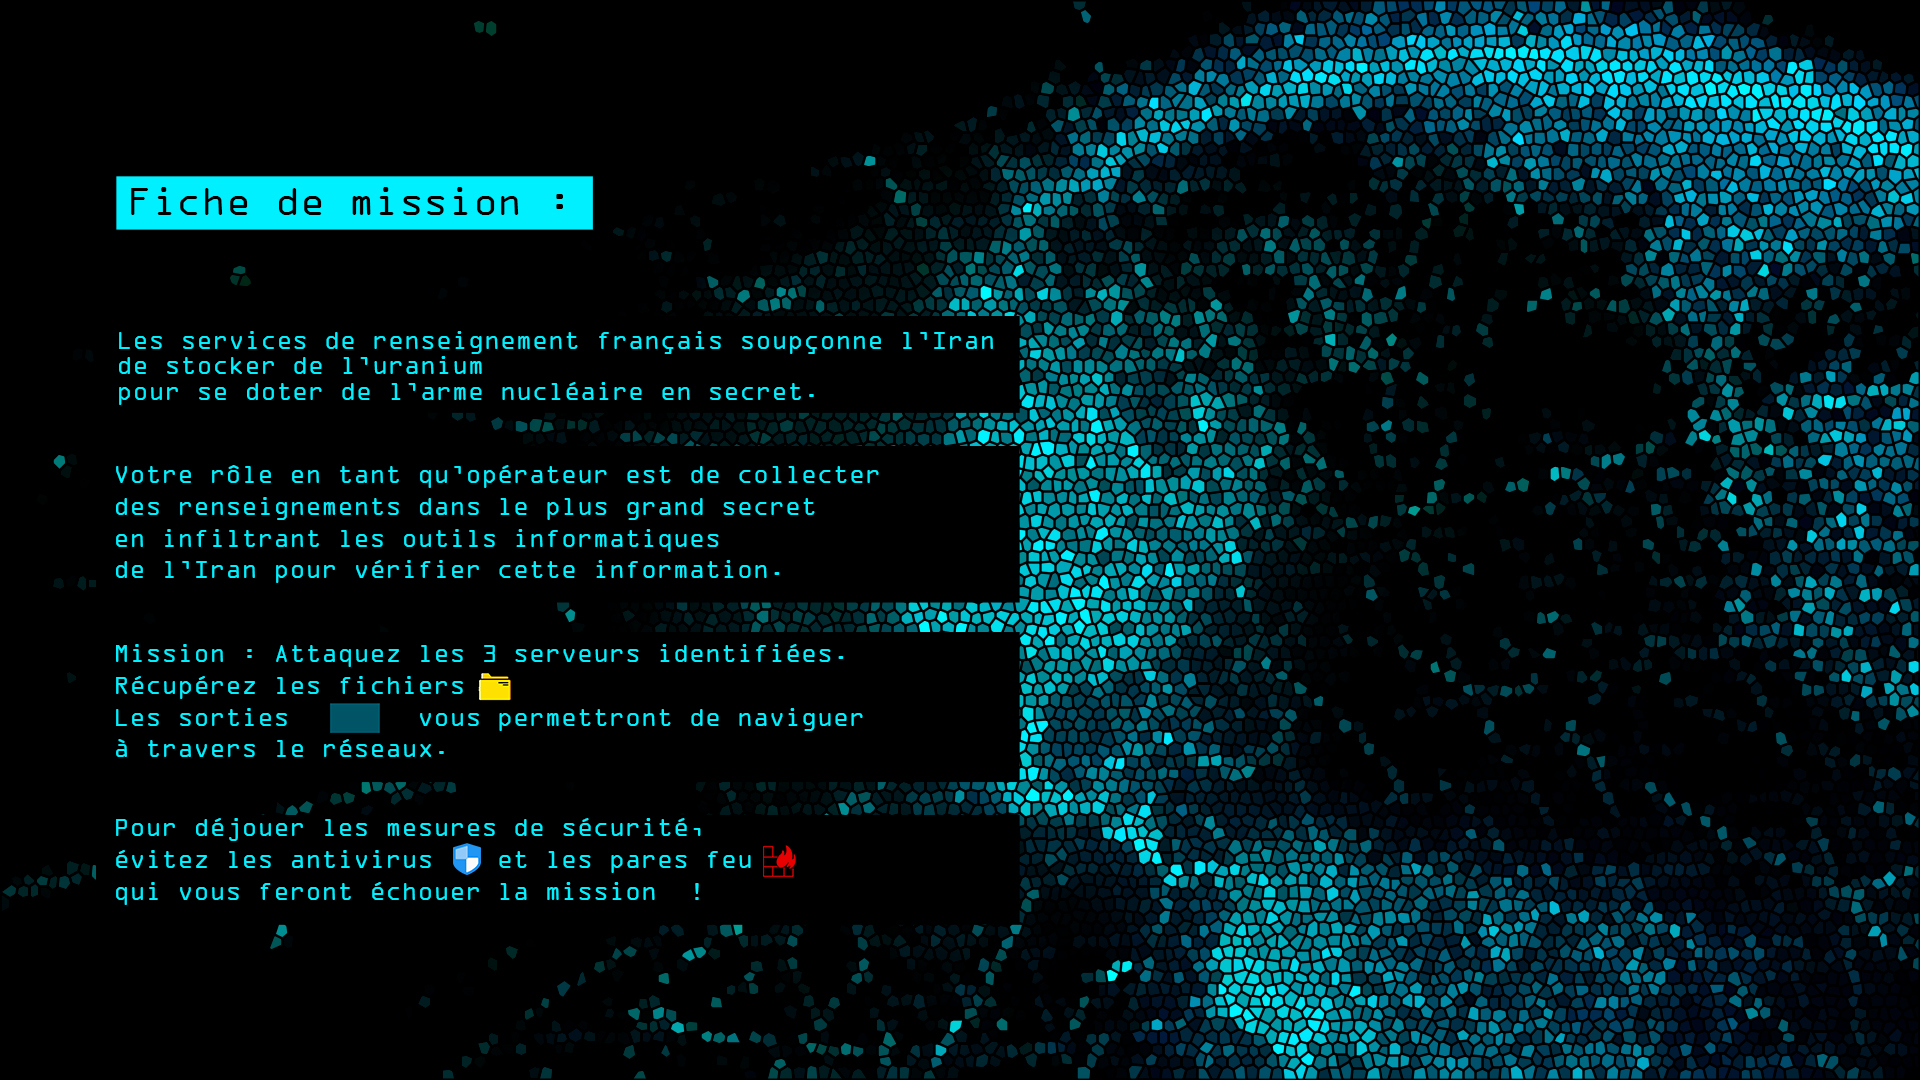 Fiche de mission :
Les services de renseignement français soupçonne l'Iran
de stocker de l'uranium
pour se doter de l'arme nucléaire en secret.
Votre rôle en tant qu'opérateur est de collecter
des renseignements dans le plus grand secret
en infiltrant les outils informatiques
de l'Iran pour vérifier cette information.
Mission : Attaquez les 3 serveurs identifiées.
Récupérez les fichiers
Les sorties vous permettront de naviguer
à travers le réseaux.
Pour déjouer les mesures de sécurité,
évitez les antivirus et les pares feu
qui vous feront échouer la mission !